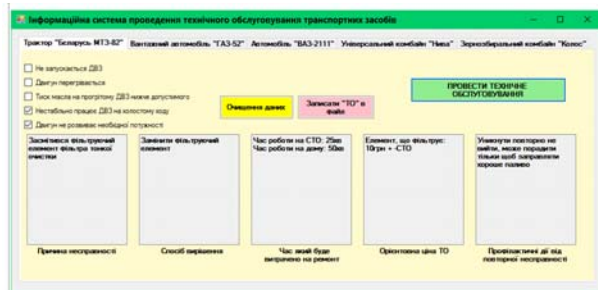 Інформаційна система проведення технічного обслуговування транспортних засобів
Трактор "Беларусь МТЗ-82" Вантажний автомобіль "ГАЗ-52" Автомобіль "ВАЗ-2111" Універсальний комбайн "Нива" Зернозбиральний комбайн "Колос"
Не запускається ДВЗ
Двигун перегрівається
Тиск масла на прогрітому ДВЗ нижче допустимого
Нестабільно працює ДВЗ на холостому ходу
Двигун не розвиває необхідної потужності
Очищення даних
Записати "ТО" в
файл
ПРОВЕСТИ ТЕХНІЧНЕ
ОБСЛУГОВУВАННЯ
Засмітився фільтруючий
елемент фільтра тонкої
очистки
Замінити фільтруючий
елемент
Час роботи на СТО: 25хв
Час роботи на дому: 50хв
Елемент, що фільтрує:
10грн + -СТО
Уникнути повторно не
вийти, може порадити
тільки щоб заправляти
хороше паливо
Причина несправності
Спосіб вирішення
Час який буде
витрачено на ремонт
Орієнтовна ціна ТО
Профілактичні дії від
повторної несправності